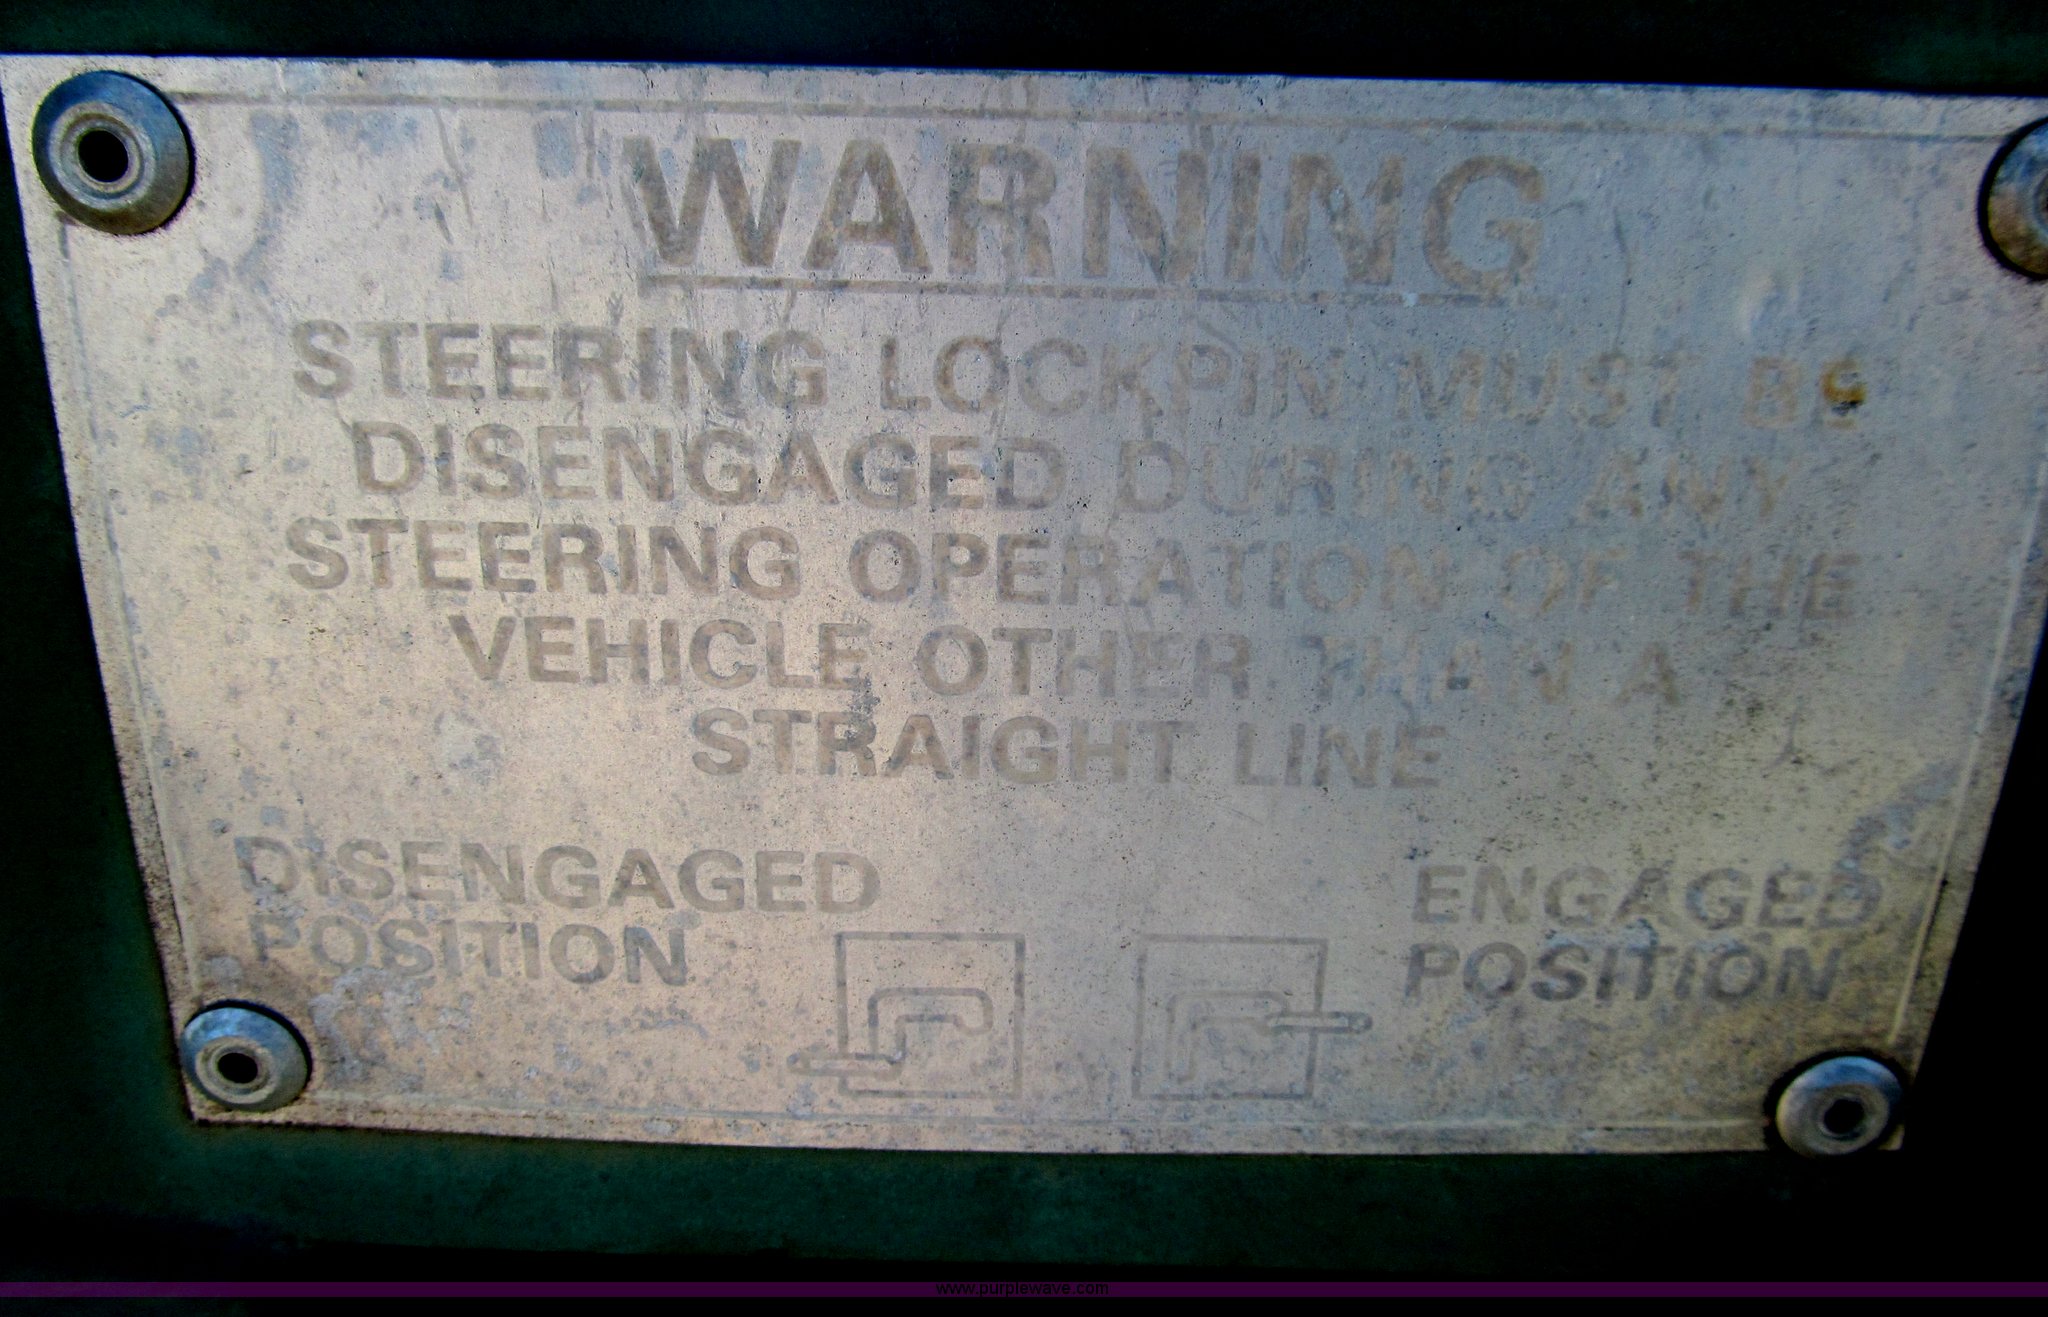 WARNING
STEERING LOCKPIN MUST BE
DISENGAGED DURING ANY
STEERING OPERATION OF THE
VEHICLE OTHER THAN A
STRAIGHT LINE
DISENGAGED
POSITION
ENGAGED
POSITION
www.purplewave.com